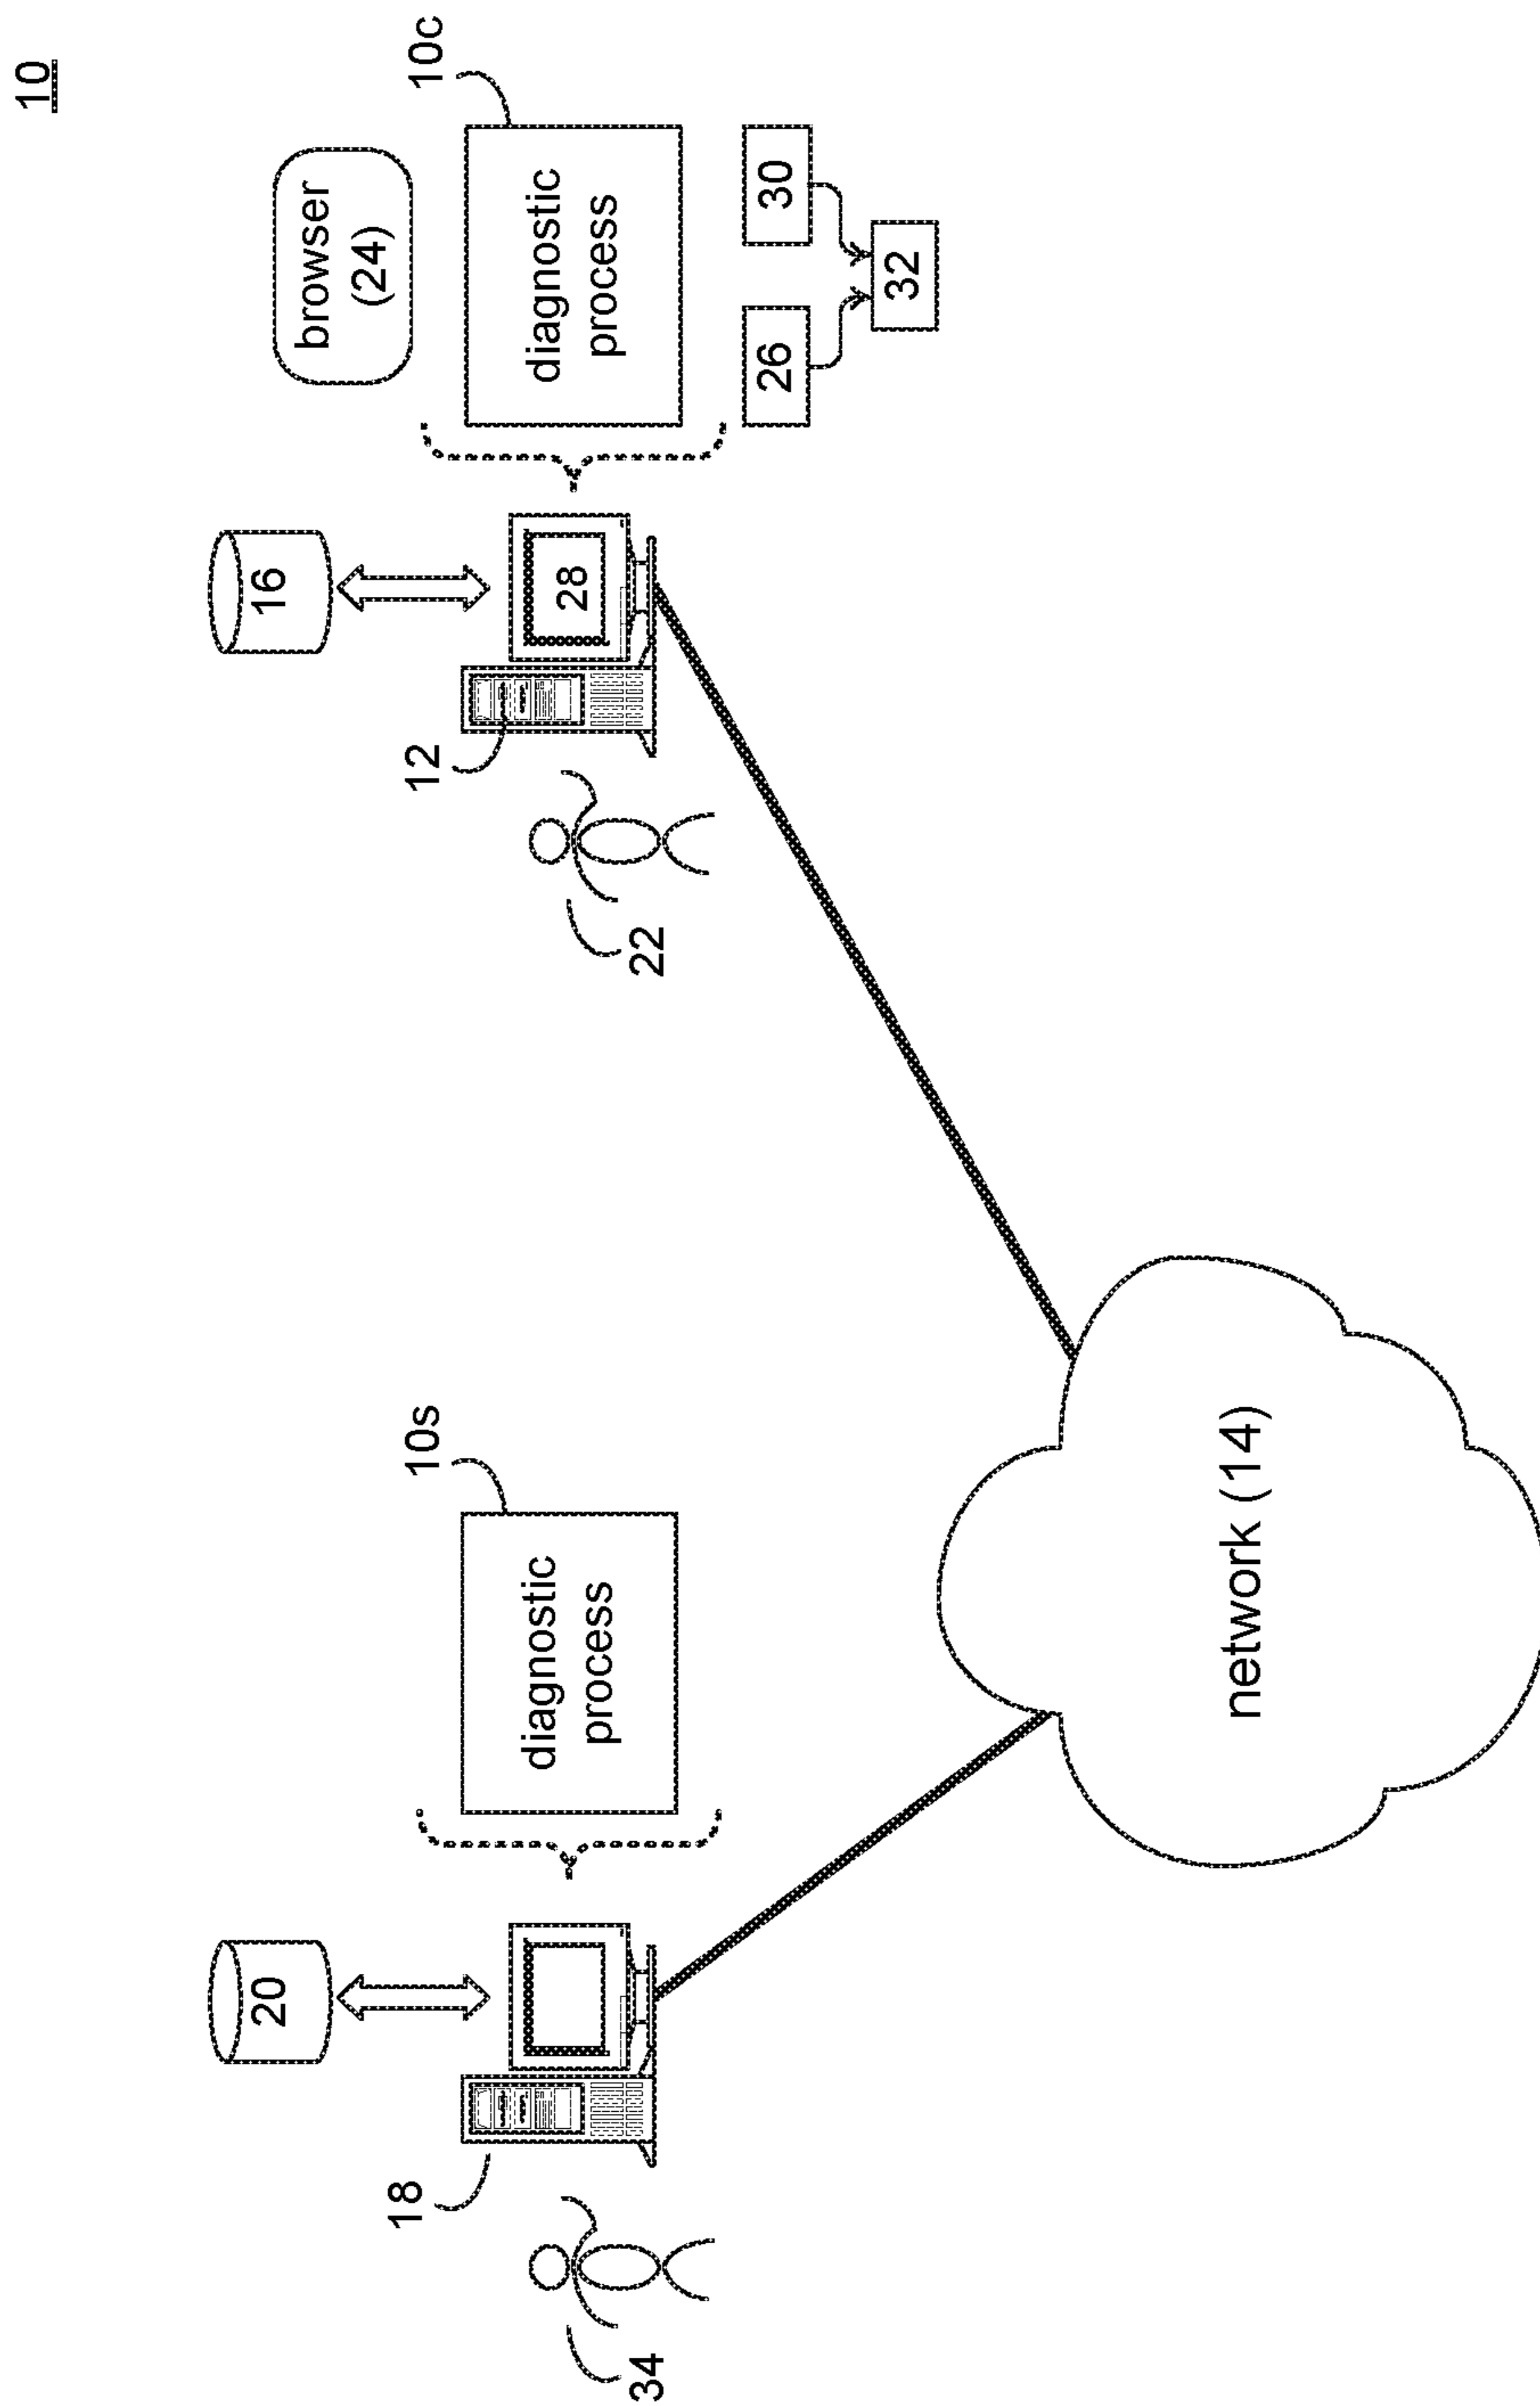 10
20
10s
18
diagnostic
process
34
16
browser
(24)
10c
12
28
diagnostic
process
22
26
30
32
network (14)